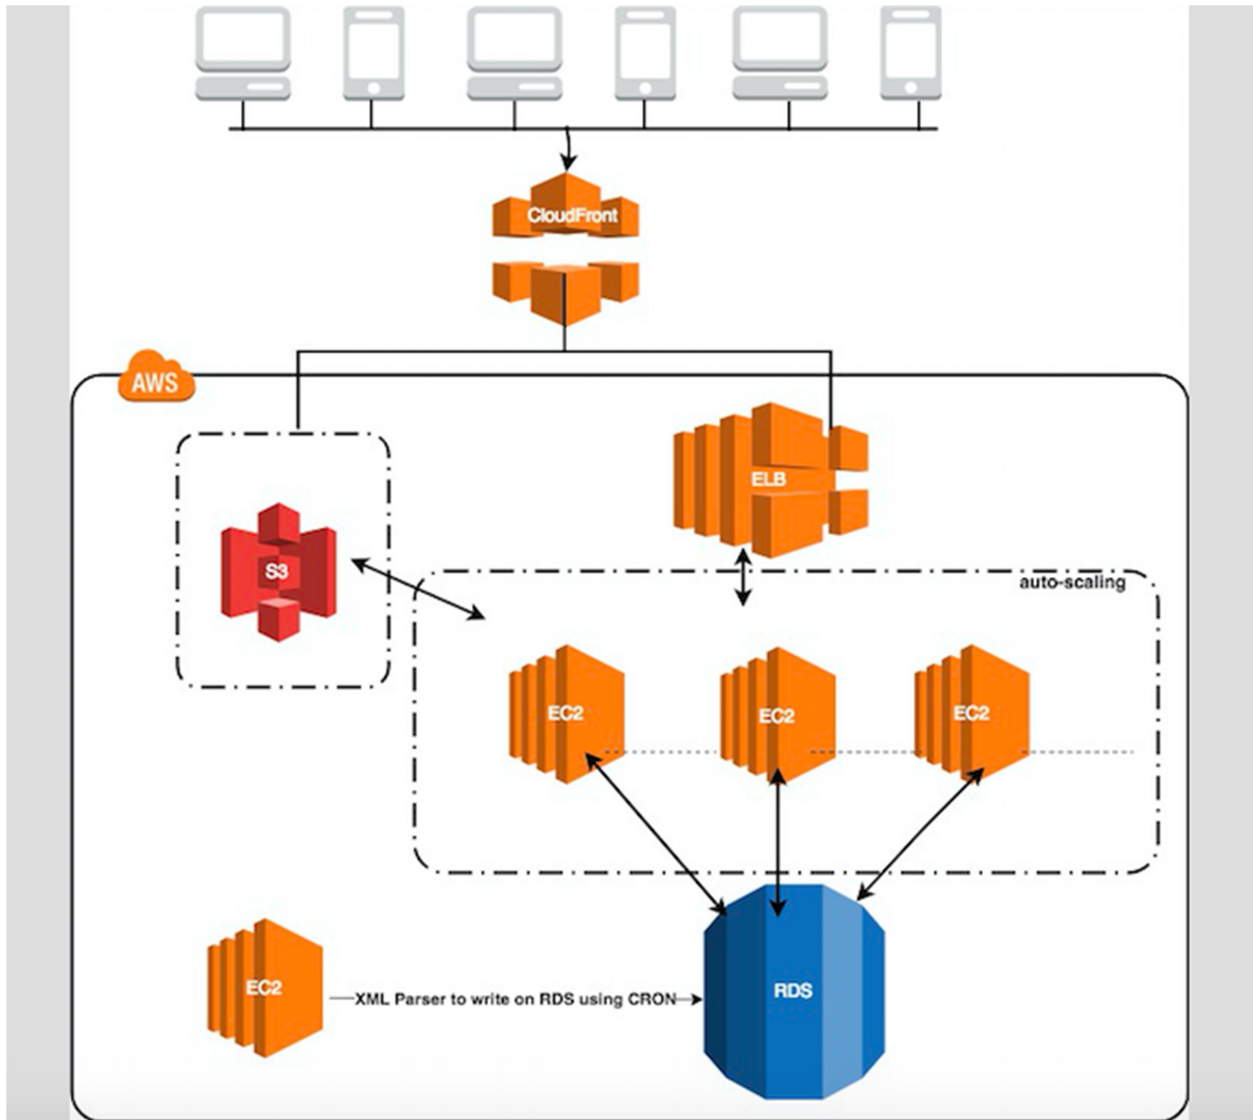 CloudFront
AWS
ELB
S3
auto-scaling
EC2
EC2
EC2
EC2
XML Parser to write on RDS using CRON
RDS